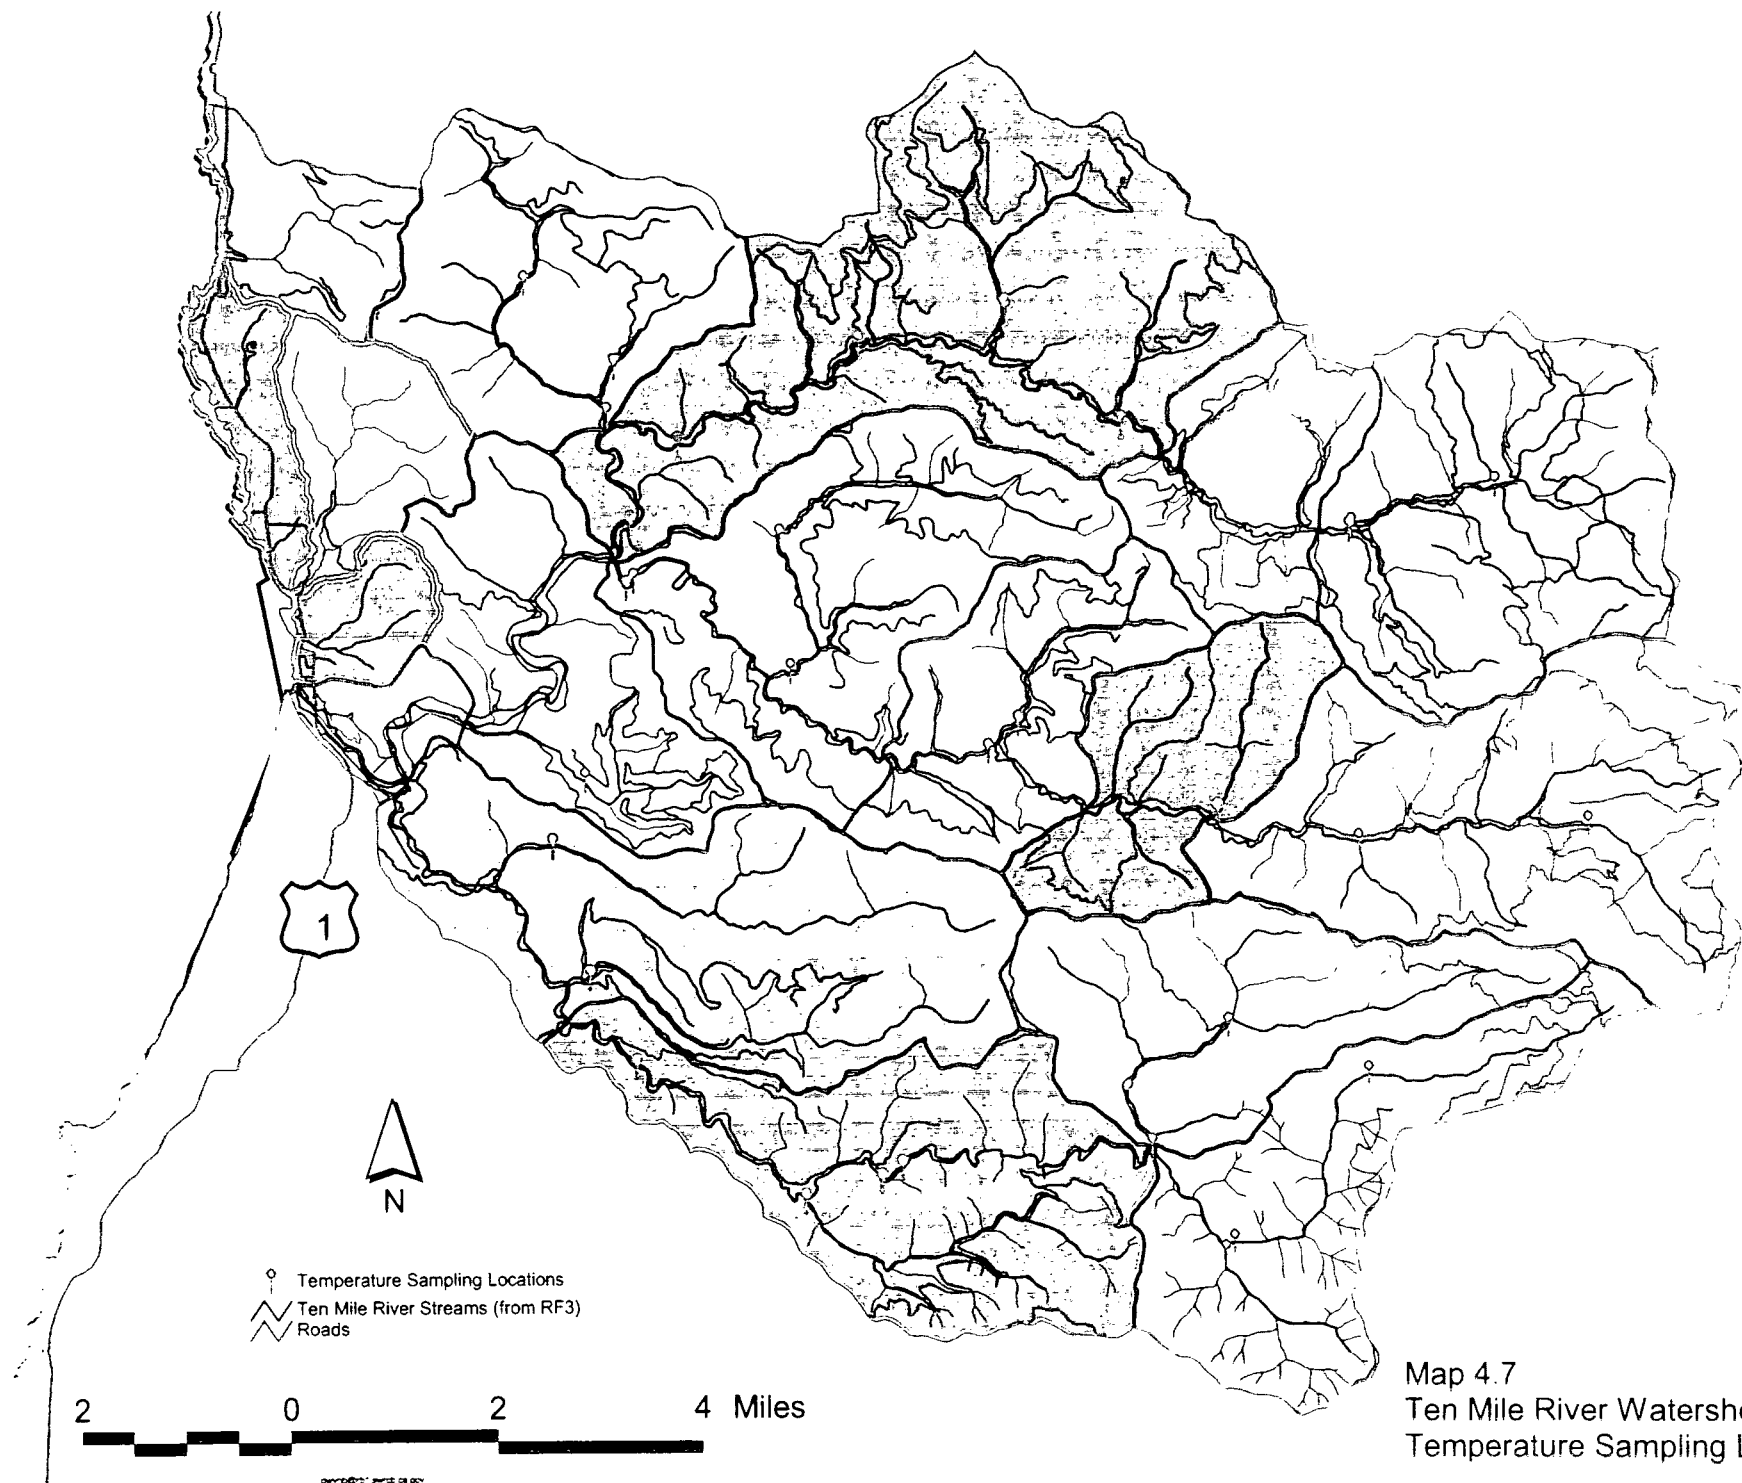 1
N
Temperature Sampling Locations
Ten Mile River Streams (from RF3)
Roads
2 0 2 4 Miles
Map 4.7
Ten Mile River Watersh
Temperature Sampling L